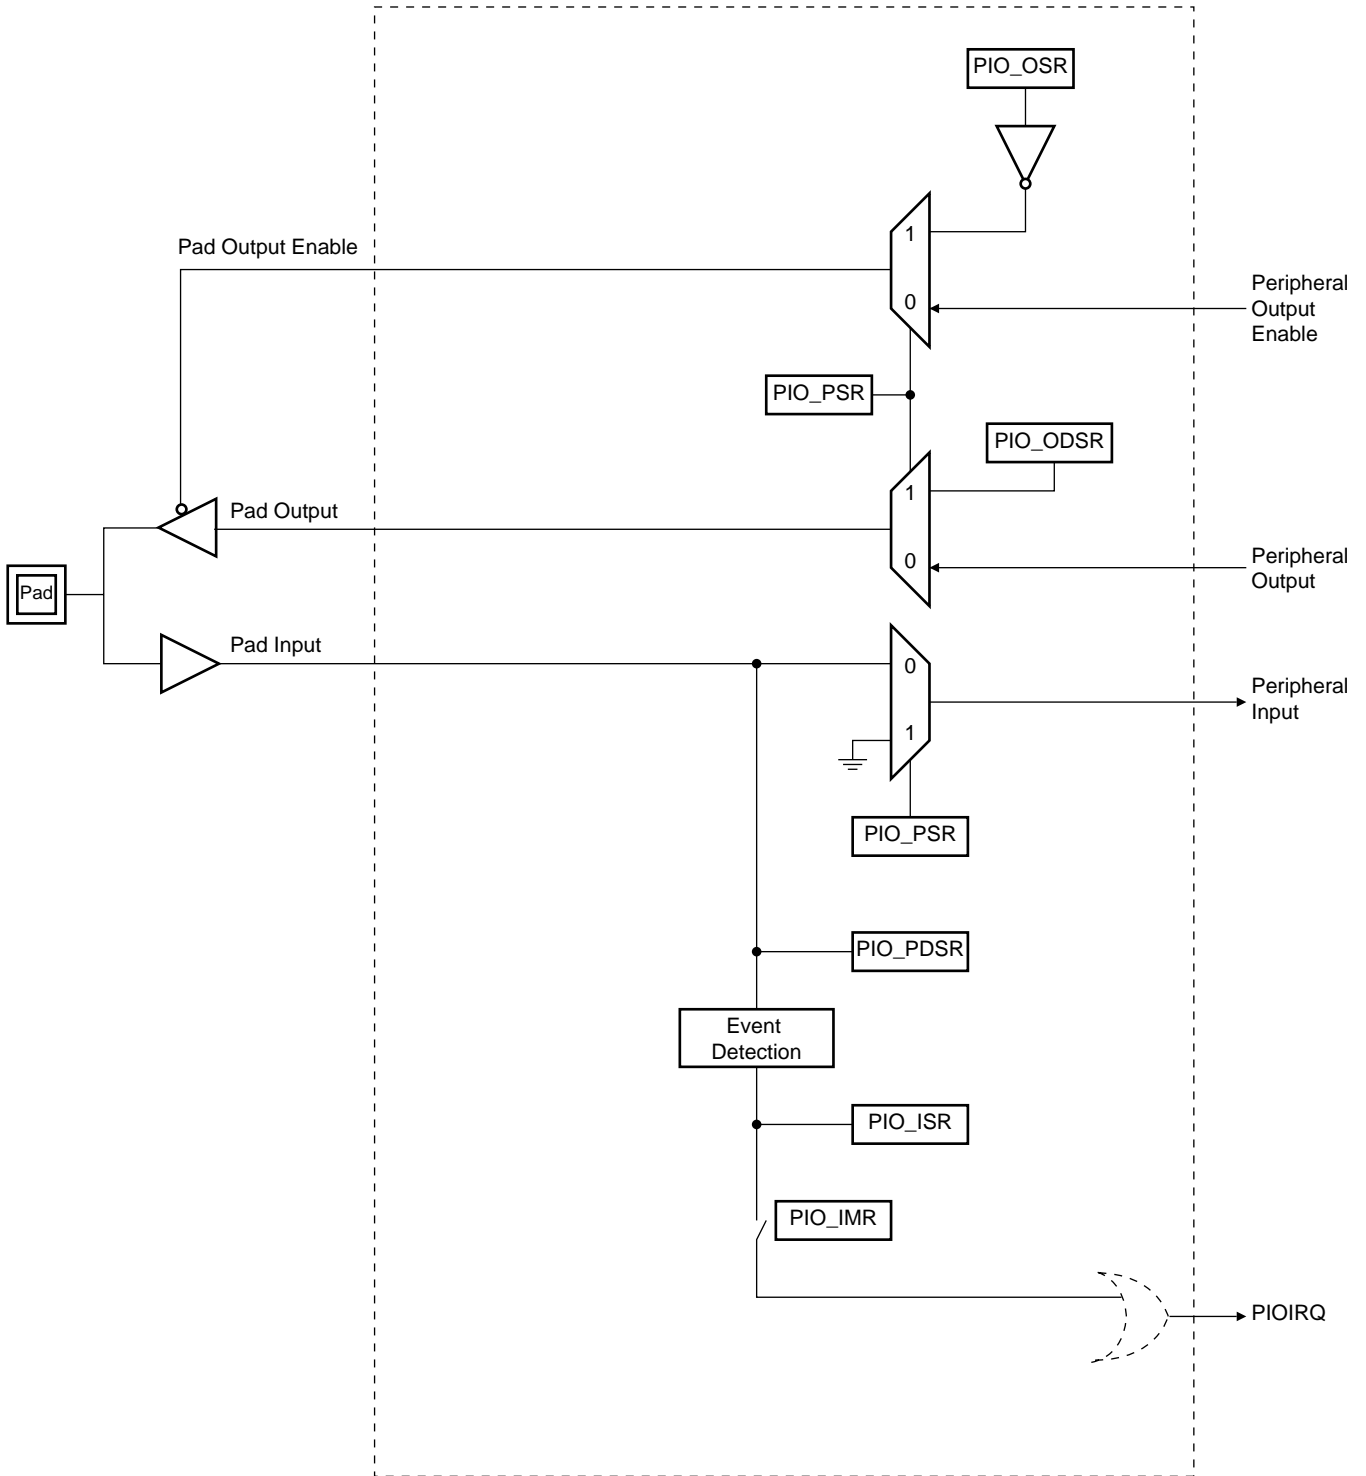 PIO_OSR
1
Pad Output Enable
0
Peripheral
Output
Enable
PIO_PSR
PIO_ODSR
1
Pad Output
0
Peripheral
Output
Pad
Pad Input
0
Peripheral
Input
1
PIO_PSR
PIO_PDSR
Event
Detection
PIO_ISR
PIO_IMR
PIOIRQ